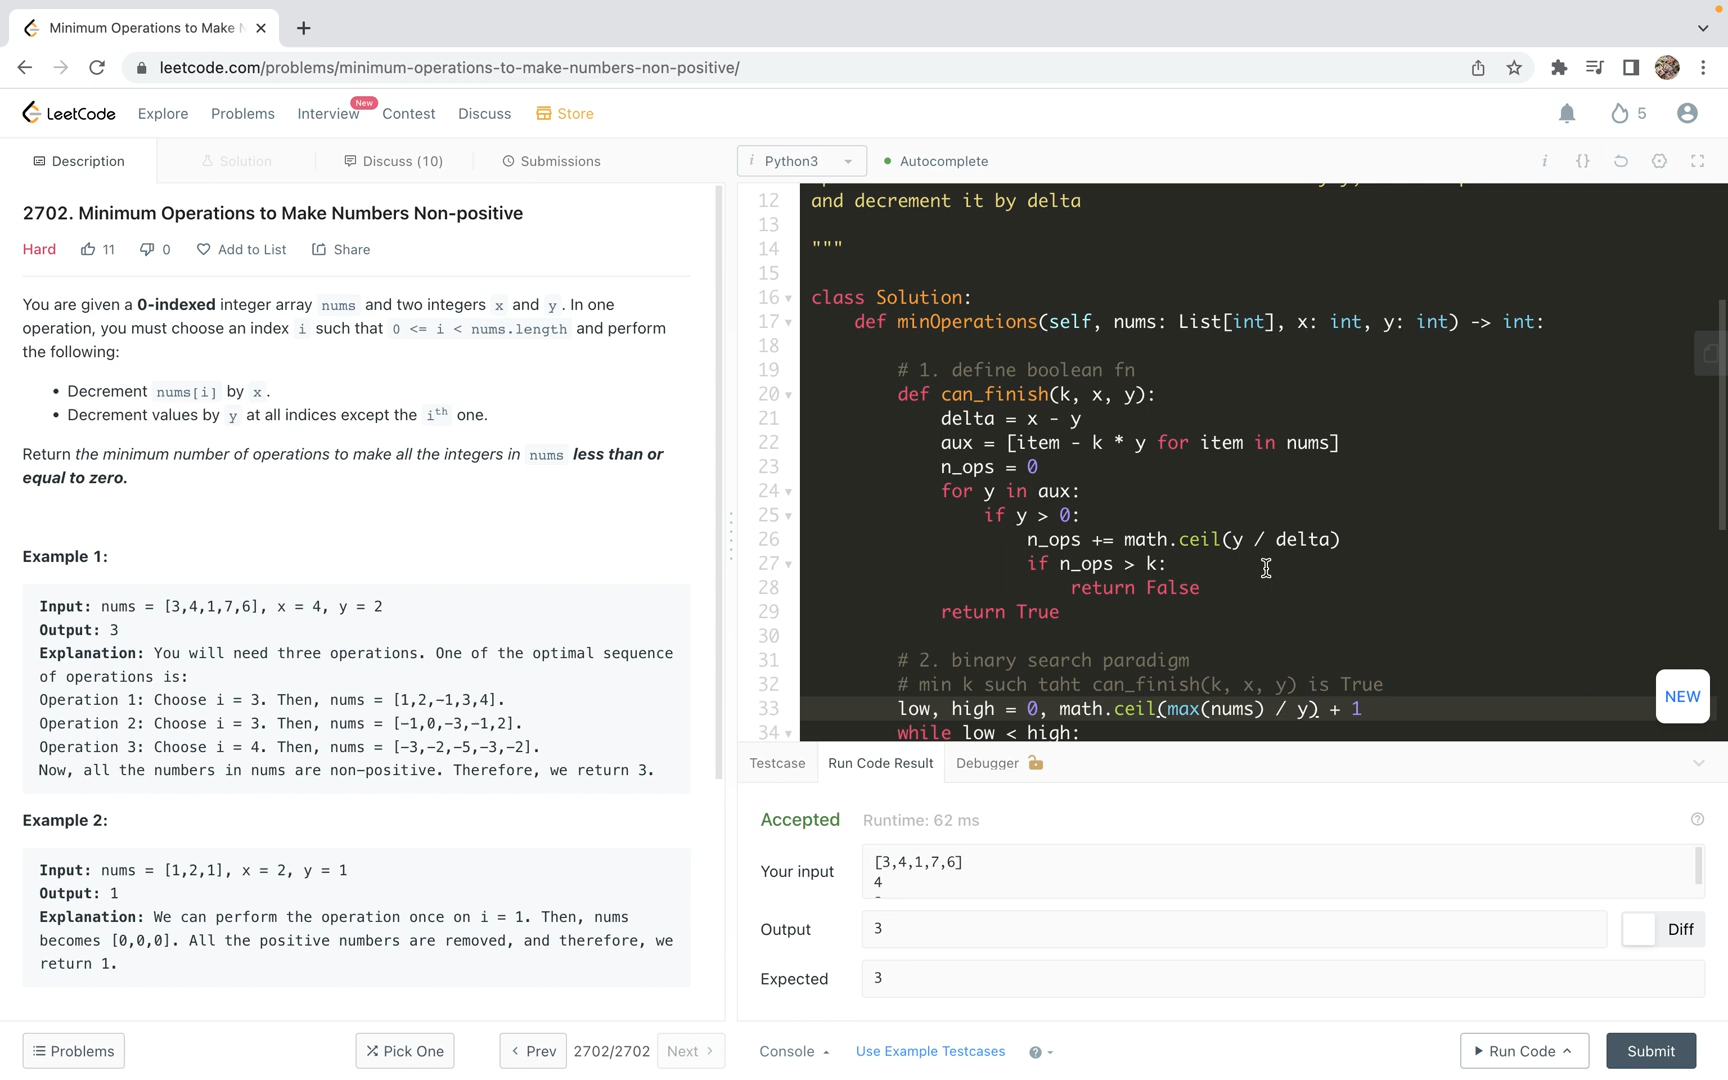 Minimum Operations to Make N
leetcode.com/problems/minimum-operations-to-make-numbers-non-positive/
LeetCode Explore Problems Interview New Contest Discuss Store 5
Description Solution Discuss (10) Submissions
i Python3 Autocomplete
2702. Minimum Operations to Make Numbers Non-positive
Hard 11 0 Add to List Share
You are given a 0-indexed integer array nums and two integers x and y. In one
operation, you must choose an index i such that 0 <= i < nums.length and perform
the following:
• Decrement nums[i] by x.
• Decrement values by y at all indices except the ith one.
Return the minimum number of operations to make all the integers in nums less than or
equal to zero.
Example 1:
Input: nums = [3,4,1,7,6], x = 4, y = 2
Output: 3
Explanation: You will need three operations. One of the optimal sequence
of operations is:
Operation 1: Choose i = 3. Then, nums = [1,2,-1,3,4].
Operation 2: Choose i = 3. Then, nums = [-1,0,-3,-1,2].
Operation 3: Choose i = 4. Then, nums = [-3,-2,-5,-3,-2].
Now, all the numbers in nums are non-positive. Therefore, we return 3.
Example 2:
Input: nums = [1,2,1], x = 2, y = 1
Output: 1
Explanation: We can perform the operation once on i = 1. Then, nums
becomes [0,0,0]. All the positive numbers are removed, and therefore, we
return 1.
Problems Pick One Prev 2702/2702 Next
12 and decrement it by delta
13
14 """
15
16 class Solution:
17 def minOperations(self, nums: List[int], x: int, y: int) -> int:
18
19 # 1. define boolean fn
20 def can_finish(k, x, y):
21 delta = x - y
22 aux = [item - k * y for item in nums]
23 n_ops = 0
24 for y in aux:
25 if y > 0:
26 n_ops += math.ceil(y / delta)
27 if n_ops > k:
28 return False
29 return True
30
31 # 2. binary search paradigm
32 # min k such taht can_finish(k, x, y) is True
33 low, high = 0, math.ceil(max(nums) / y) + 1
34 while low < high:
NEW
Testcase Run Code Result Debugger
Accepted Runtime: 62 ms
Your input [3,4,1,7,6]
4
Output 3 Diff
Expected 3
Console Use Example Testcases Run Code Submit